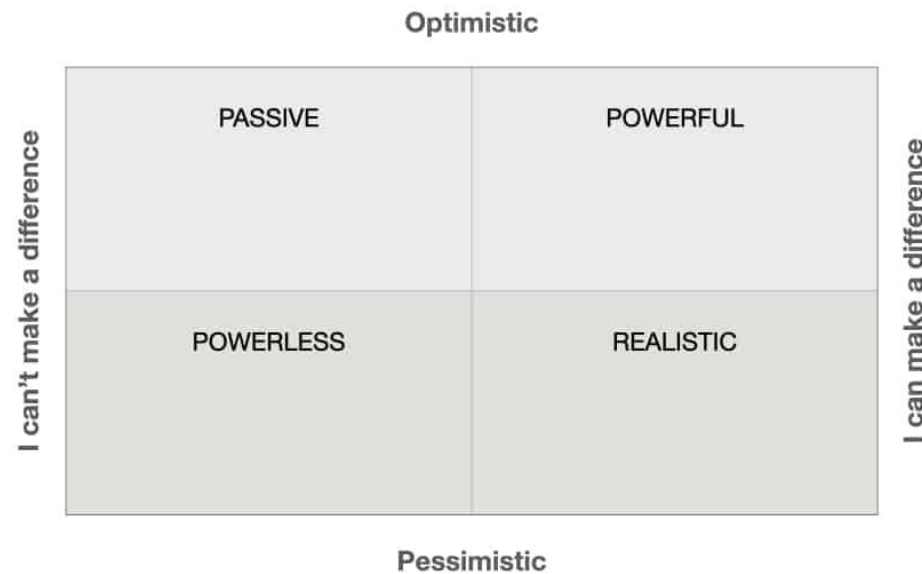 Optimistic
PASSIVE
POWERFUL
I can't make a difference
I can make a difference
POWERLESS
REALISTIC
Pessimistic